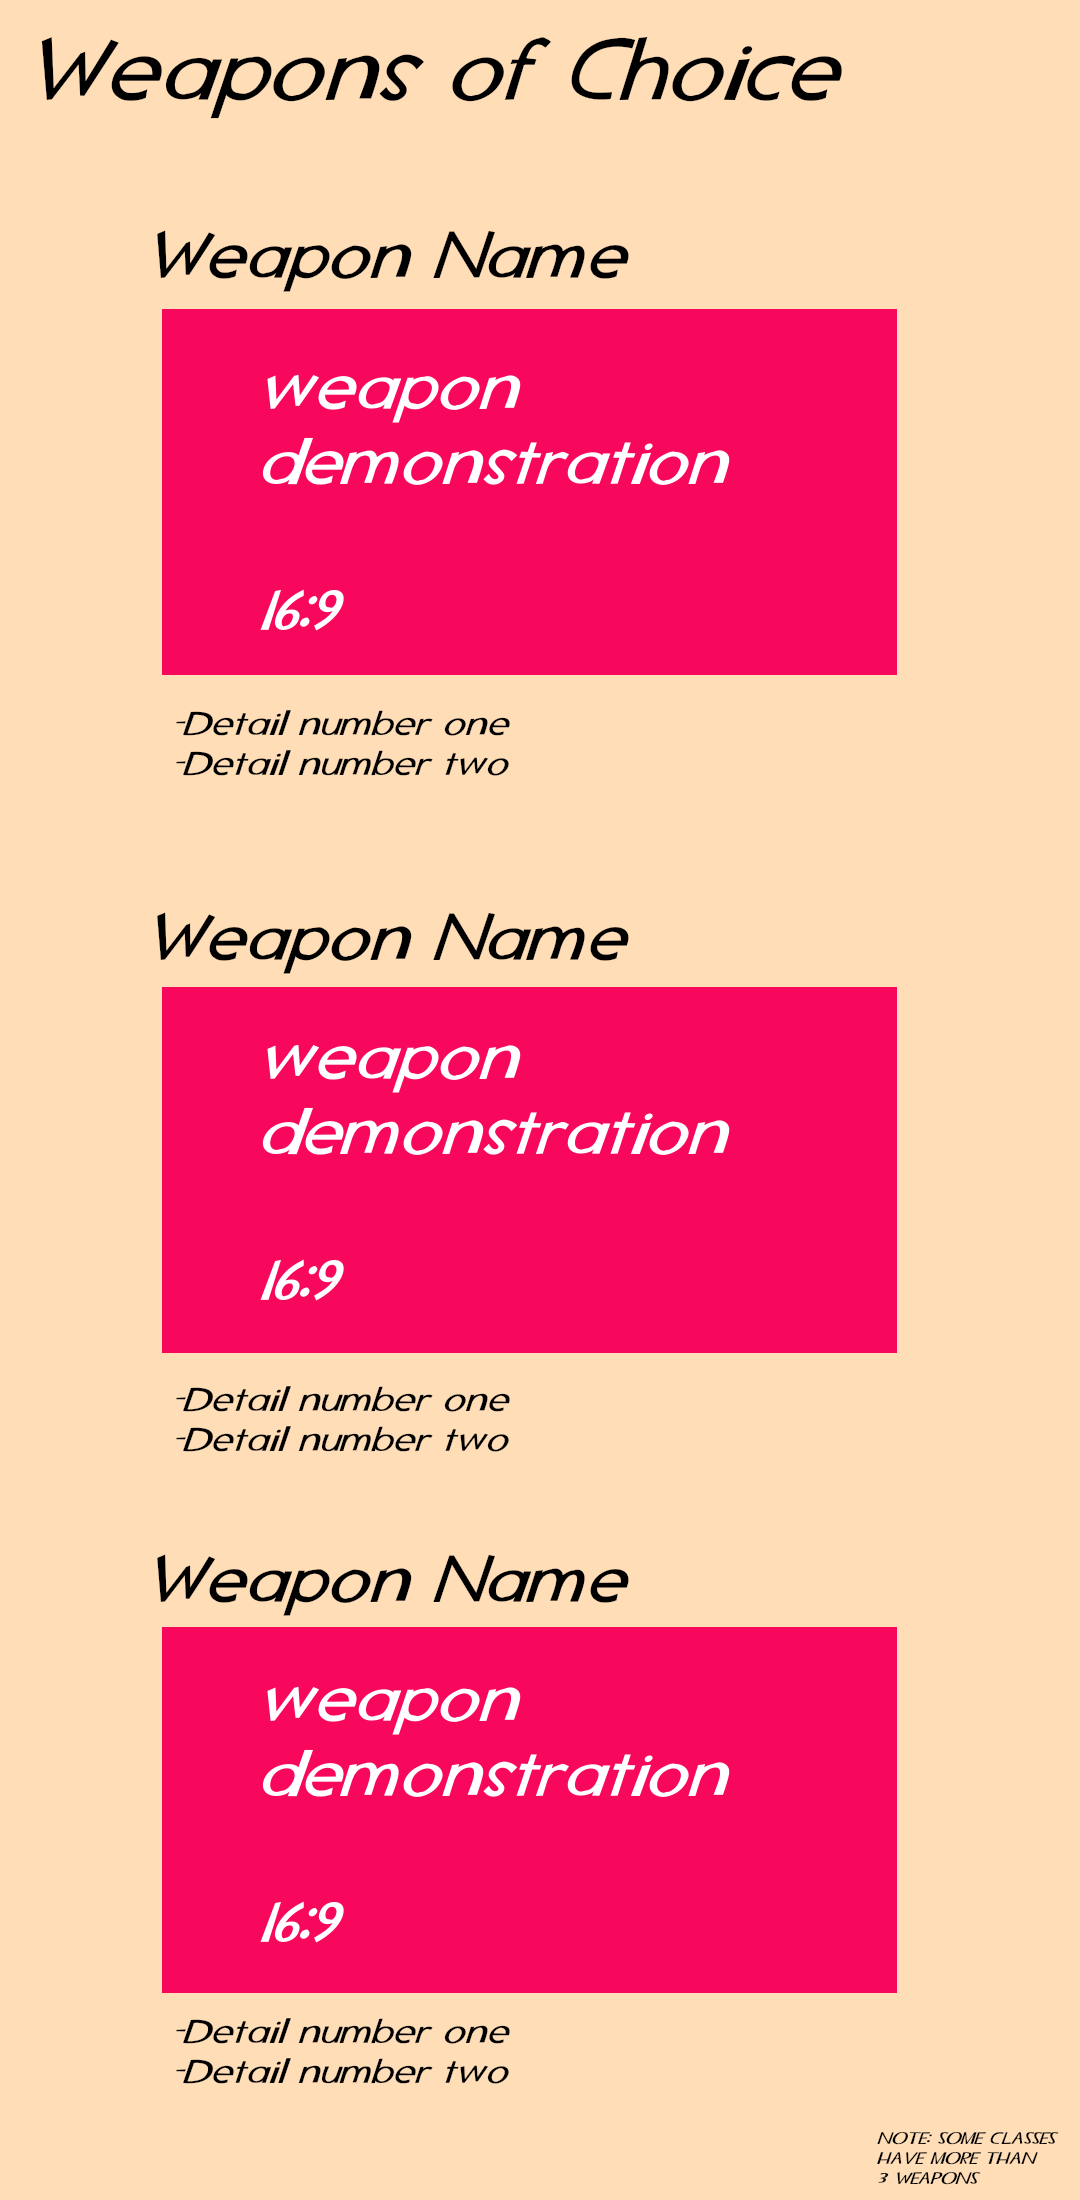 Weapons of Choice
Weapon Name
weapon
demonstration
16:9
-Detail number one
-Detail number two
Weapon Name
weapon
demonstration
16:9
-Detail number one
-Detail number two
Weapon Name
weapon
demonstration
16:9
-Detail number one
-Detail number two
NOTE: SOME CLASSES
HAVE MORE THAN
3 WEAPONS